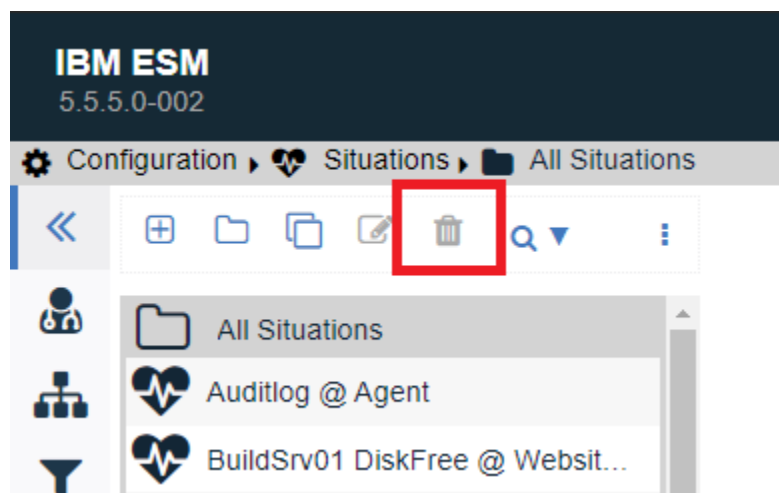 IBM ESM
5.5.5.0-002
Configuration Situations All Situations
All Situations
Auditlog @ Agent
BuildSrv01 DiskFree @ Websit...